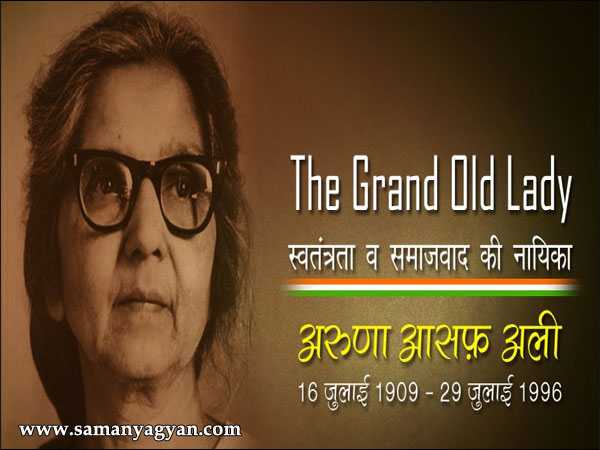 The Grand Old Lady
स्वतंत्रता व समाजवाद की नायिका
अरुणा आसफ़ अली
16 जुलाई 1909 - 29 जुलाई 1996
www.samanyagyan.com